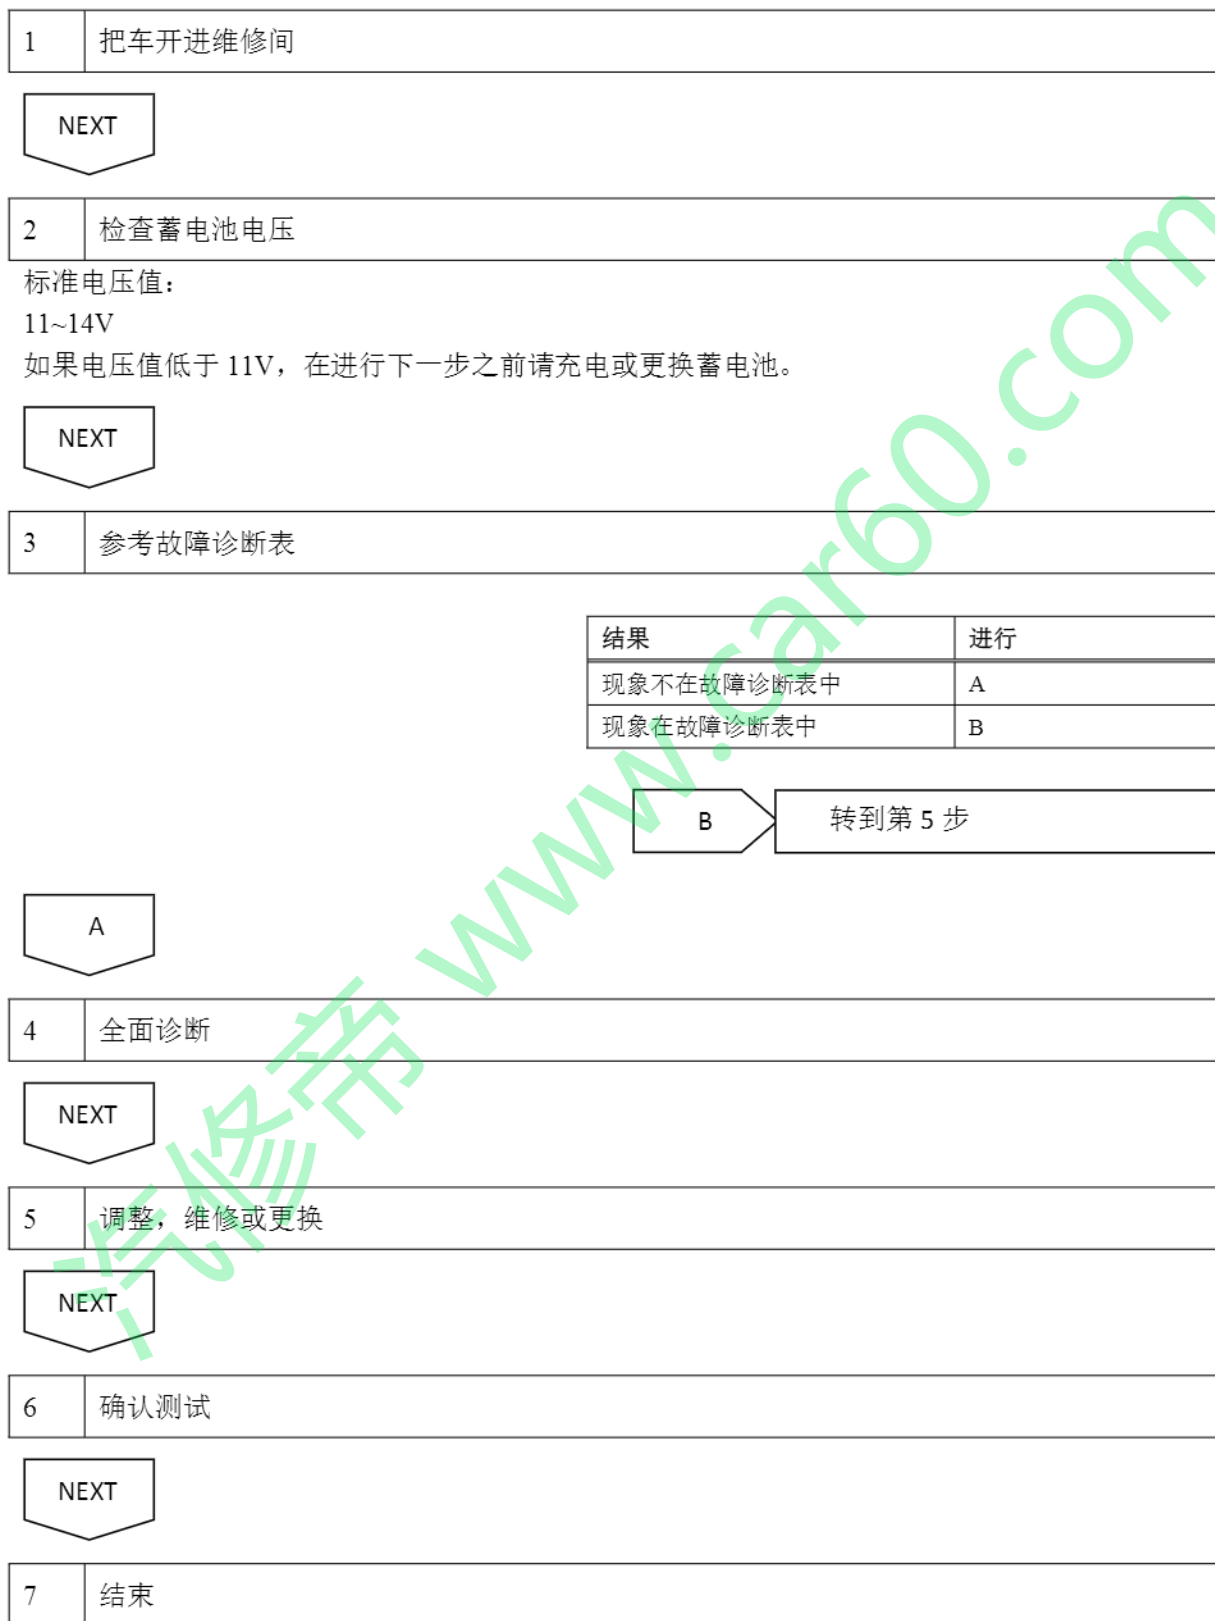 1 把车开进维修间
NEXT
2 检查蓄电池电压
标准电压值：
11~14V
如果电压值低于 11V，在进行下一步之前请充电或更换蓄电池。
NEXT
3 参考故障诊断表
结果 进行
现象不在故障诊断表中 A
现象在故障诊断表中 B
B 转到第 5 步
A
4 全面诊断
NEXT
5 调整，维修或更换
NEXT
6 确认测试
NEXT
7 结束
汽修帝 www.car60.com